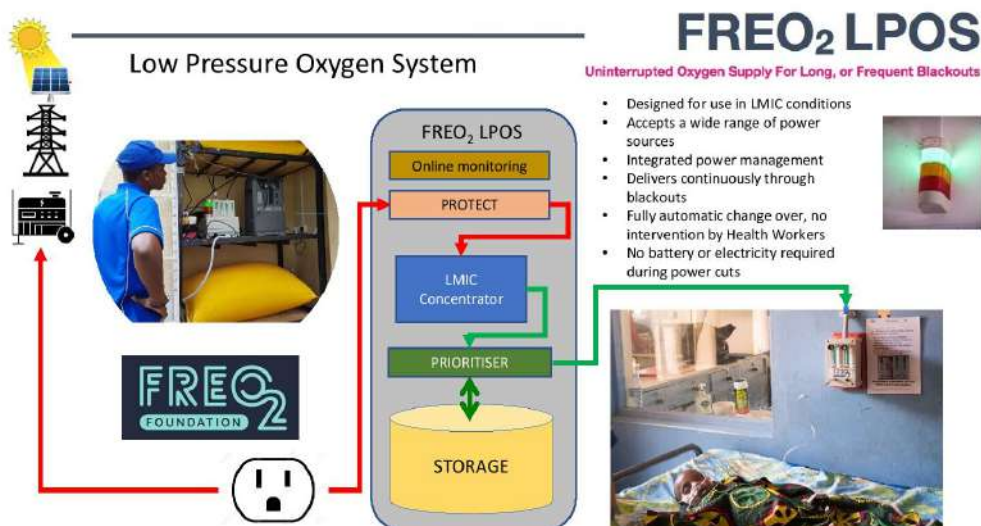 FREO₂ LPOS
Low Pressure Oxygen System
Uninterrupted Oxygen Supply For Long, or Frequent Blackouts
FREO₂ LPOS
Online monitoring
PROTECT
LMIC
Concentrator
PRIORITISER
STORAGE
• Designed for use in LMIC conditions
• Accepts a wide range of power
sources
• Integrated power management
• Delivers continuously through
blackouts
• Fully automatic change over, no
intervention by Health Workers
• No battery or electricity required
during power cuts
FREO2
FOUNDATION